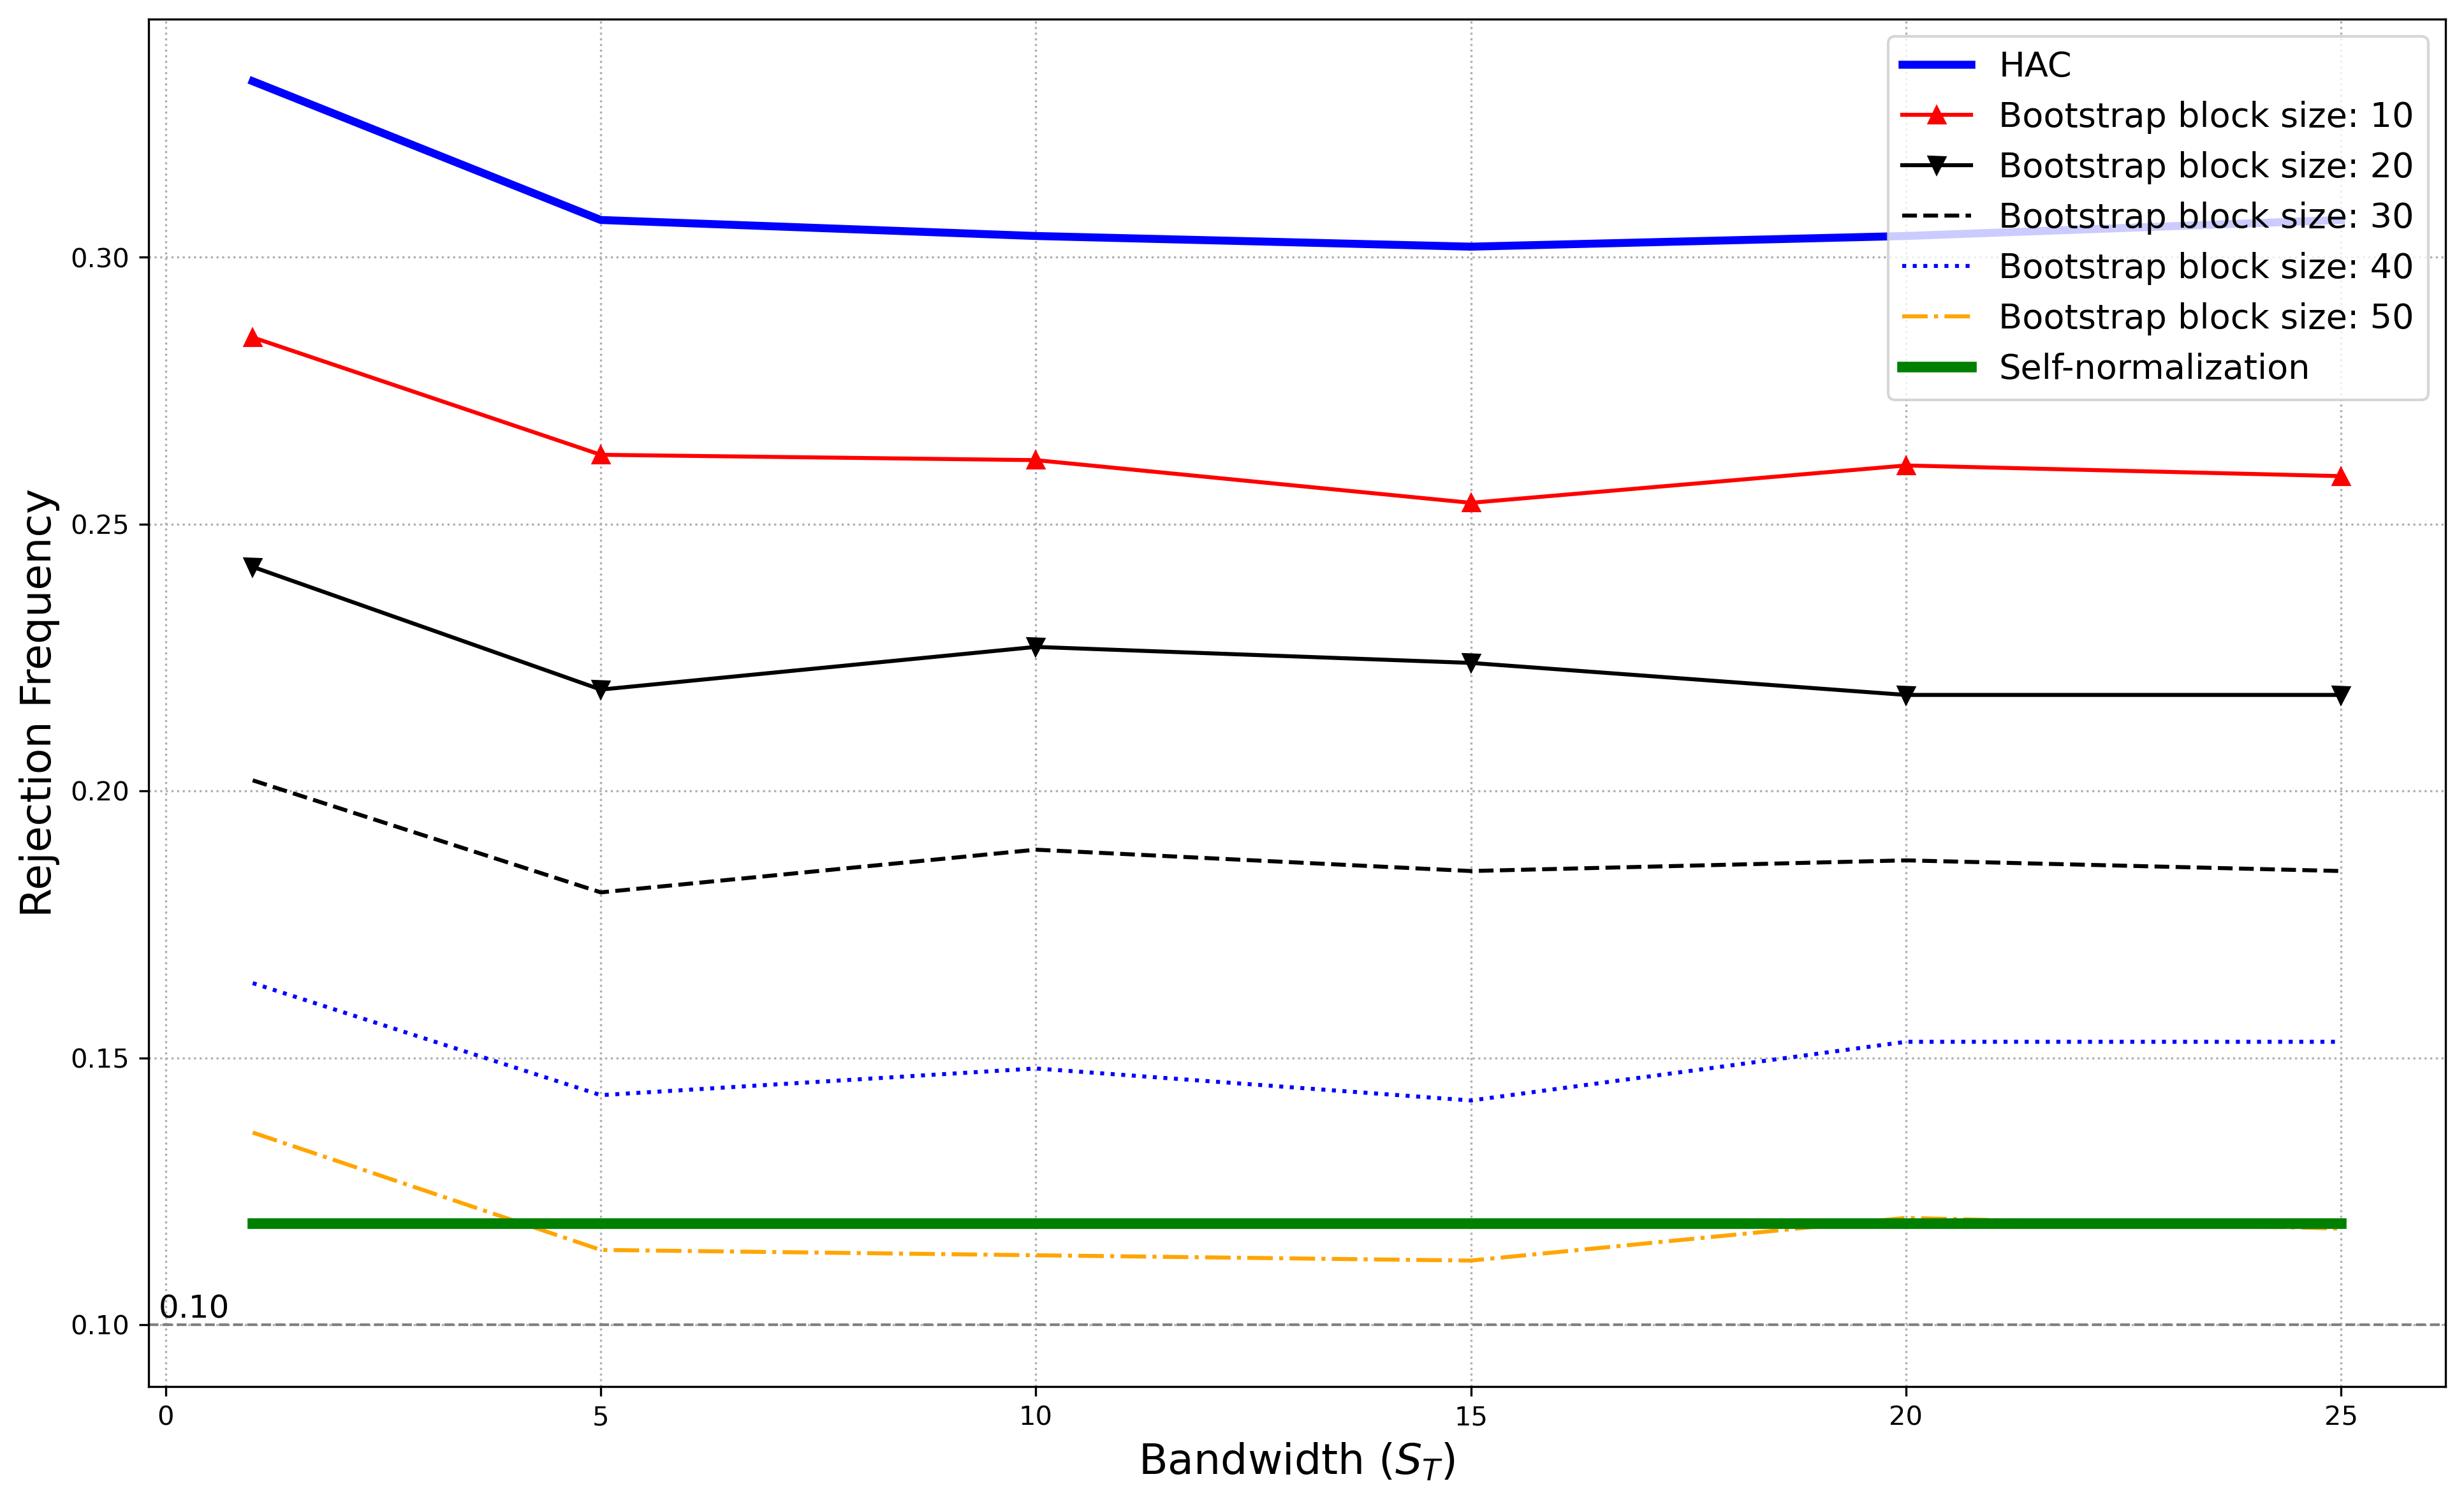 HAC
Bootstrap block size: 10
Bootstrap block size: 20
Bootstrap block size: 30
Bootstrap block size: 40
Bootstrap block size: 50
Self-normalization
Rejection Frequency
0.30
0.25
0.20
0.15
0.10
0.10
0 5 10 15 20 25
Bandwidth (S_T)